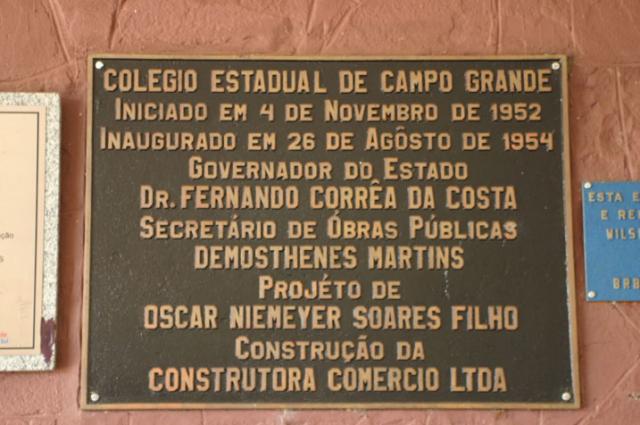 COLEGIO ESTADUAL DE CAMPO GRANDE
INICIADO EM 4 DE NOVEMBRO DE 1952
INAUGURADO EM 26 DE AGÔSTO DE 1954
GOVERNADOR DO ESTADO
DR. FERNANDO CORRÊA DA COSTA
SECRETÁRIO DE ÓBRAS PÚBLICAS
DEMOSTHENES MARTINS
PROJÉTO DE
OSCAR NIEMEYER SOARES FILHO
CONSTRUÇÃO DA
CONSTRUTORA COMERCIO LTDA
ESTA
E
WILS